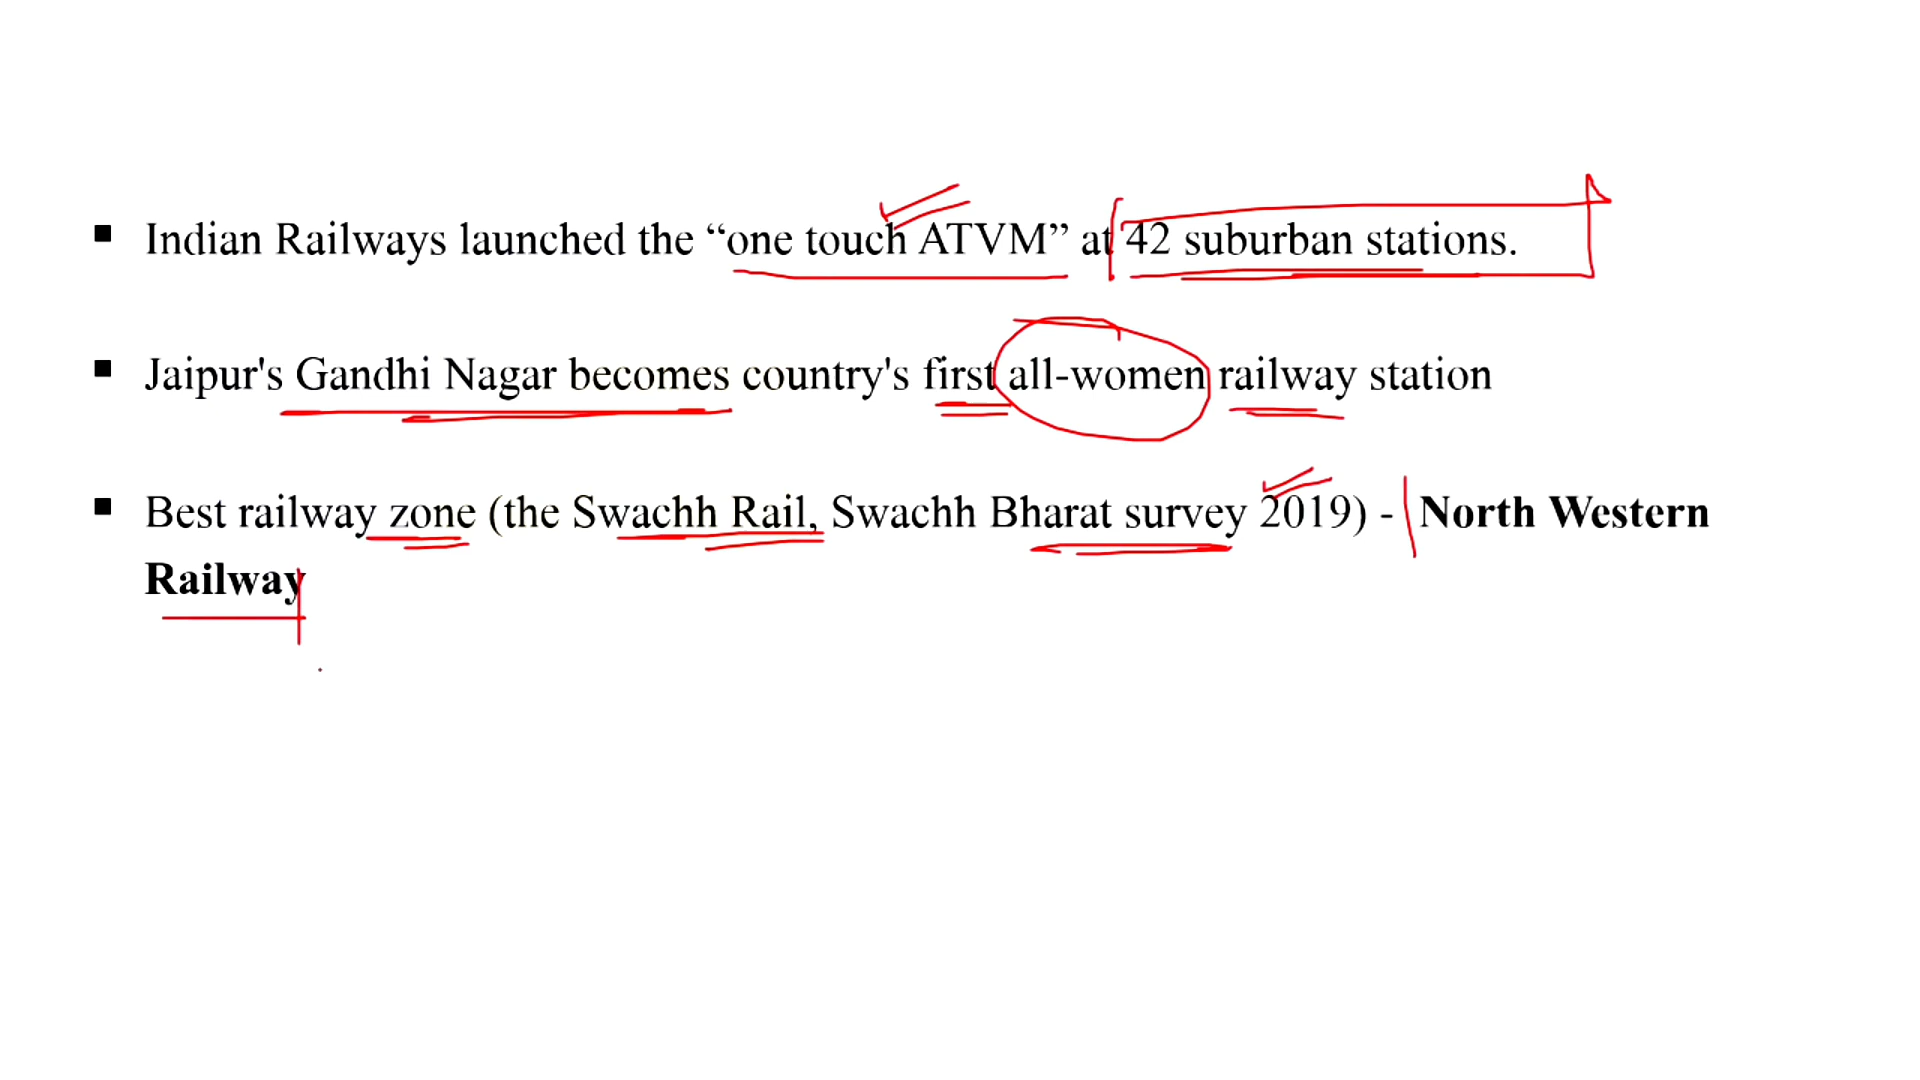 ▪ Indian Railways launched the “one touch ATVM” at 42 suburban stations.
▪ Jaipur's Gandhi Nagar becomes country's first all-women railway station
▪ Best railway zone (the Swachh Rail, Swachh Bharat survey 2019) - North Western
Railway